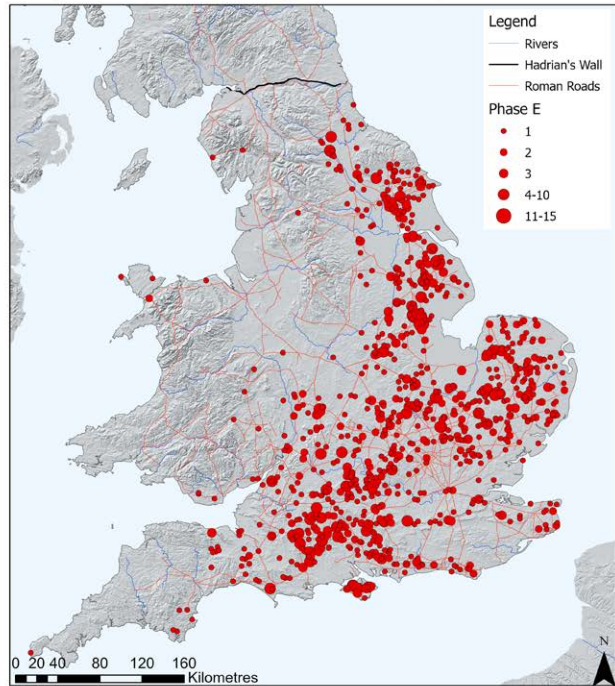 Legend
Rivers
Hadrian's Wall
Roman Roads
Phase E
1
2
3
4-10
11-15
N
0 20 40 80 120 160
Kilometres